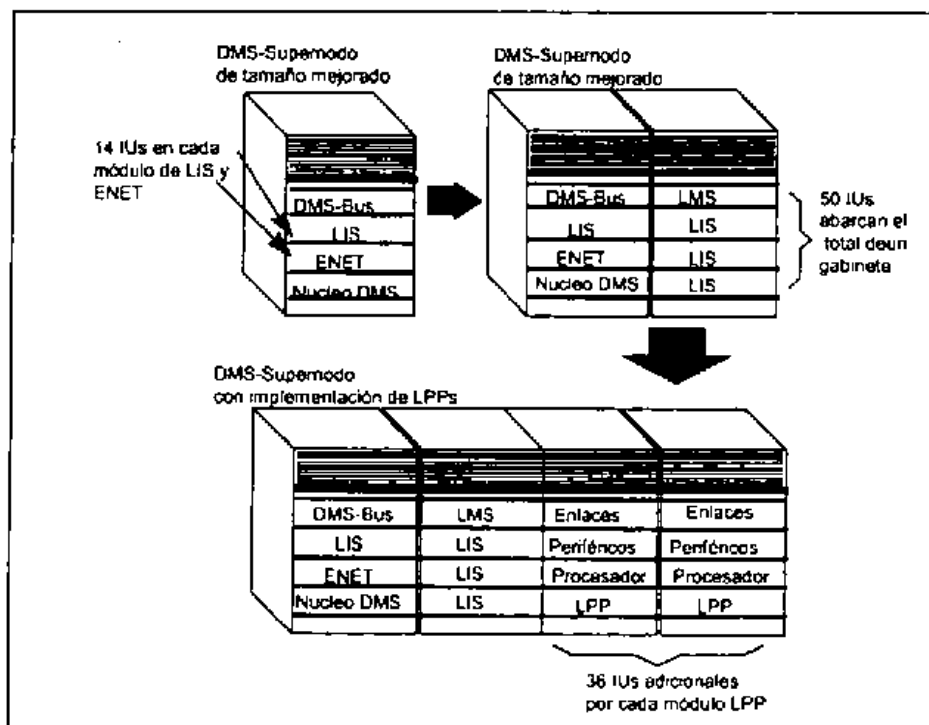 DMS-Supernodo
de tamaño mejorado
14 IUs en cada
módulo de LIS y
ENET
DMS-Bus
LIS
ENET
Nucleo DMS
DMS-Supernodo
de tamaño mejorado
DMS-Bus LMS
LIS LIS
ENET LIS
Nucleo DMS LIS
50 IUs
abarcan el
total deun
gabinete
DMS-Supernodo
con implementación de LPPs
DMS-Bus LMS Enlaces Enlaces
LIS LIS Periféricos Periféricos
ENET LIS Procesador Procesador
Nucleo DMS LIS LPP LPP
36 IUs adicionales
por cada módulo LPP